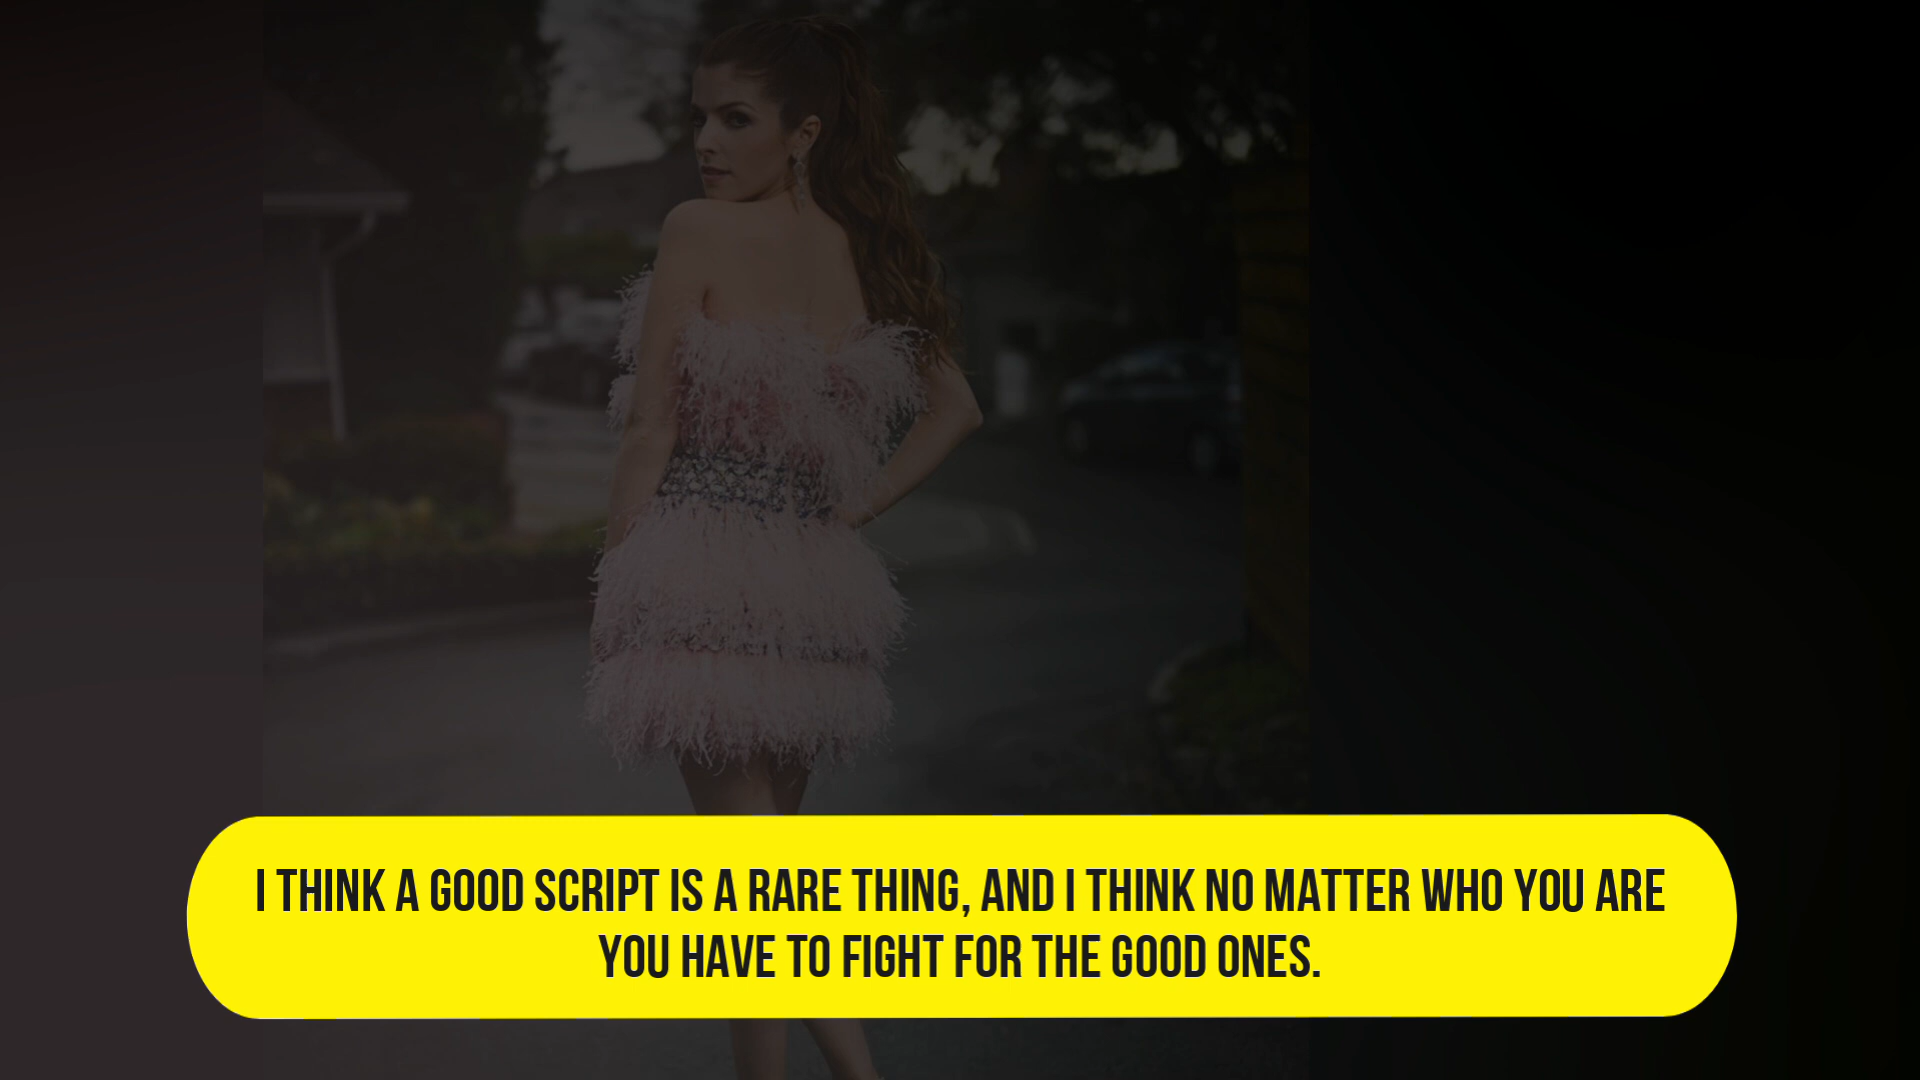 I THINK A GOOD SCRIPT IS A RARE THING, AND I THINK NO MATTER WHO YOU ARE
YOU HAVE TO FIGHT FOR THE GOOD ONES.